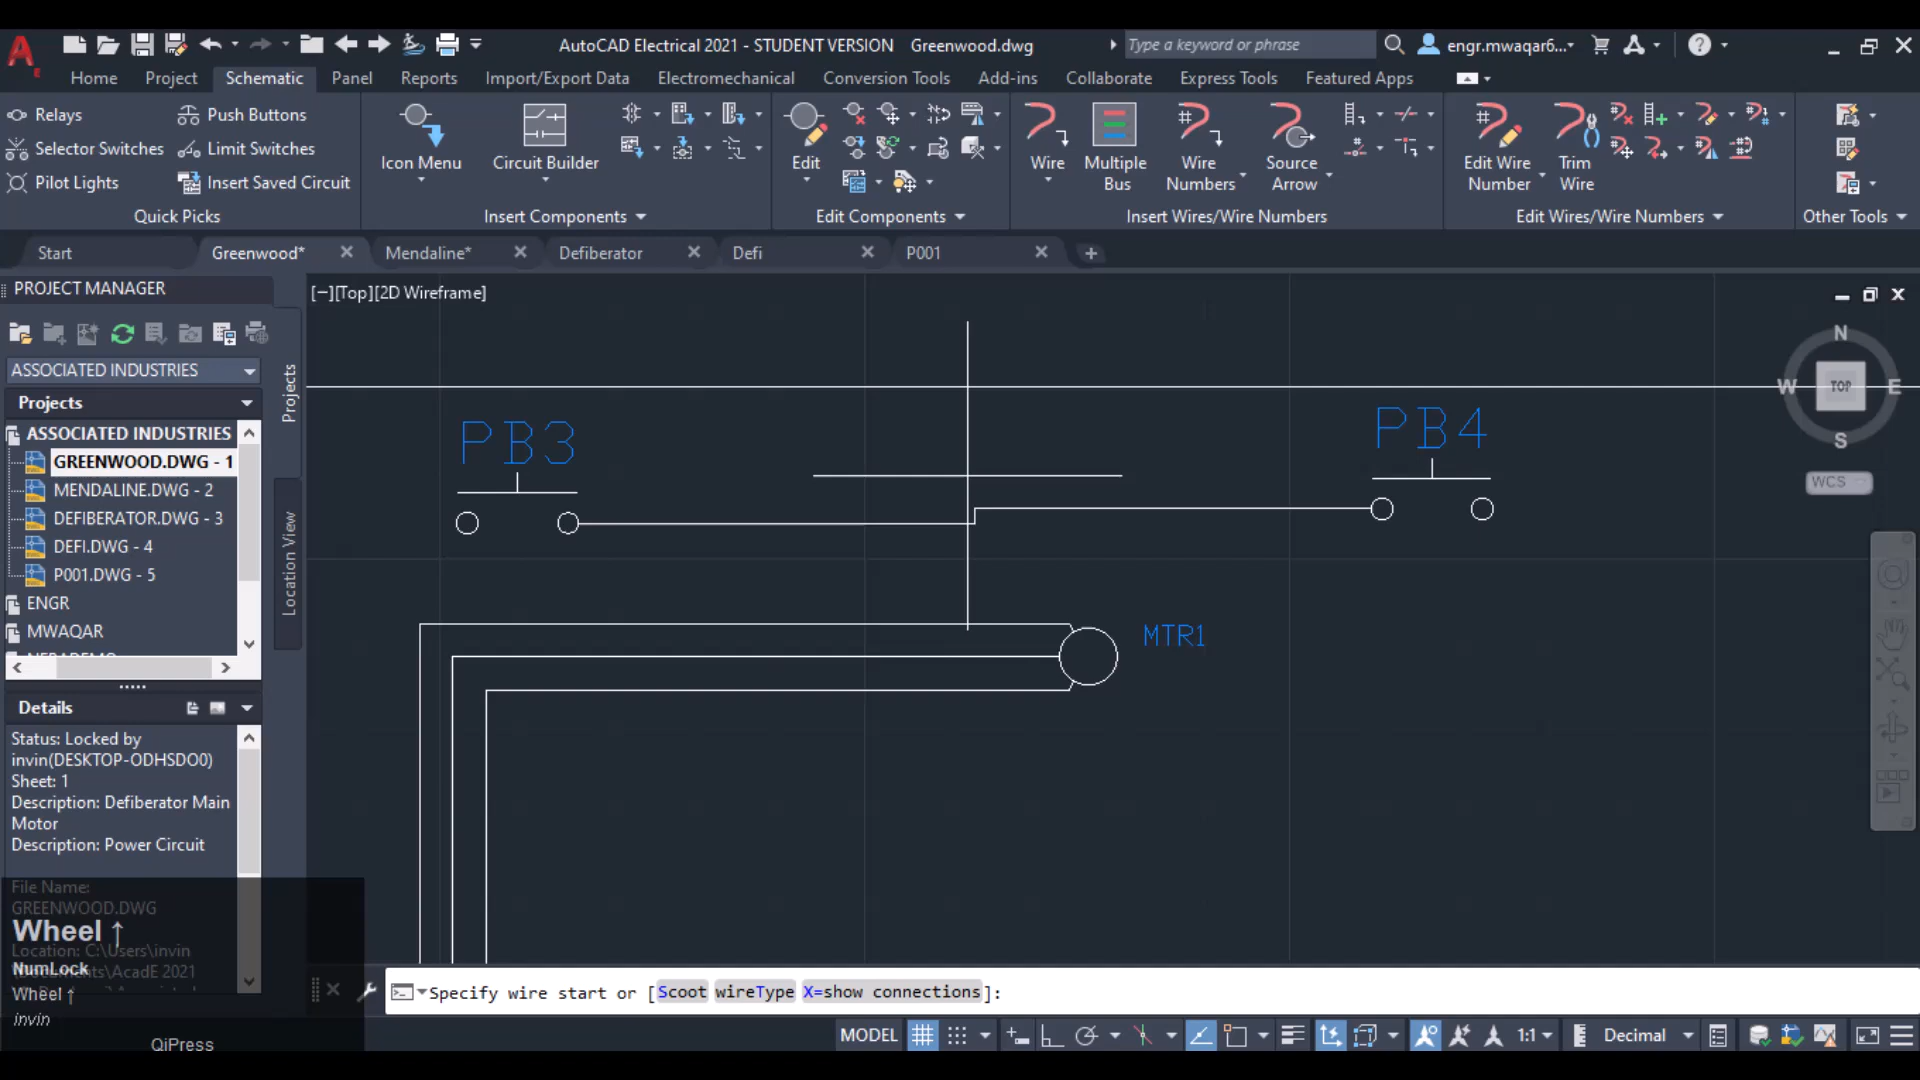 AutoCAD Electrical 2021 - STUDENT VERSION Greenwood.dwg
Type a keyword or phrase
engr.mwaqar6...
Home Project Schematic Panel Reports Import/Export Data Electromechanical Conversion Tools Add-ins Collaborate Express Tools Featured Apps
Relays
Push Buttons
Selector Switches
Limit Switches
Pilot Lights
Insert Saved Circuit
Quick Picks
Icon Menu
Circuit Builder
Insert Components
Edit
Edit Components
Wire
Multiple
Bus
Wire
Numbers
Source
Arrow
Insert Wires/Wire Numbers
Edit Wire
Number
Trim
Wire
Edit Wires/Wire Numbers
Other Tools
Start
Greenwood*
Mendaline*
Defiberator
Defi
P001
PROJECT MANAGER
ASSOCIATED INDUSTRIES
Projects
ASSOCIATED INDUSTRIES
GREENWOOD.DWG - 1
MENDALINE.DWG - 2
DEFIBERATOR.DWG - 3
DEFI.DWG - 4
P001.DWG - 5
ENGR
MWAQAR
Projects
Location View
Details
Status: Locked by
invin(DESKTOP-ODHSDO0)
Sheet: 1
Description: Defiberator Main
Motor
Description: Power Circuit
File Name:
GREENWOOD.DWG
Wheel ↑
Location: C:\Users\invin
NumLock
\Documents\AcadE 2021
Wheel ↑
invin
QiPress
[−][Top][2D Wireframe]
PB3
PB4
MTR1
N
W TOP E
S
WCS
Specify wire start or [Scoot wireType X=show connections]:
MODEL
1:1
Decimal